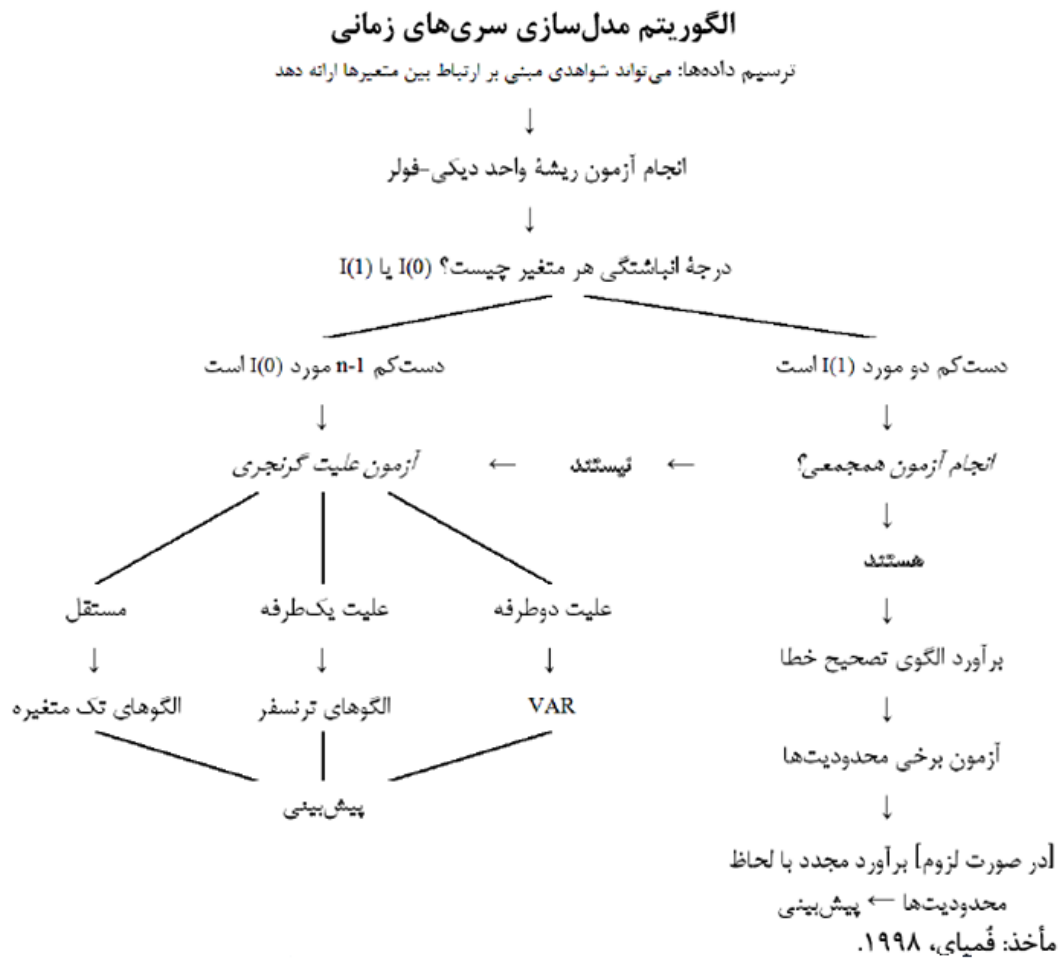 الگوریتم مدل‌سازی سری‌های زمانی
ترسیم داده‌ها: می‌تواند شواهدی مبنی بر ارتباط بین متغیرها ارائه دهد
↓
انجام آزمون ریشهٔ واحد دیکی-فولر
↓
درجهٔ انباشتگی هر متغیر چیست؟ I(0) یا I(1)
دست‌کم دو مورد I(1) است
دست‌کم n-1 مورد I(0) است
↓ ↓
انجام آزمون همجمعی؟ ← نیستند ← آزمون علیت گرنجری
↓
هستند
↓
برآورد الگوی تصحیح خطا
↓
آزمون برخی محدودیت‌ها
↓
[در صورت لزوم] برآورد مجدد با لحاظ
محدودیت‌ها ← پیش‌بینی
علیت دوطرفه
علیت یک‌طرفه
مستقل
↓ ↓ ↓
VAR
الگوهای ترنسفر
الگوهای تک متغیره
پیش‌بینی
مأخذ: فُمبای، ۱۹۹۸.